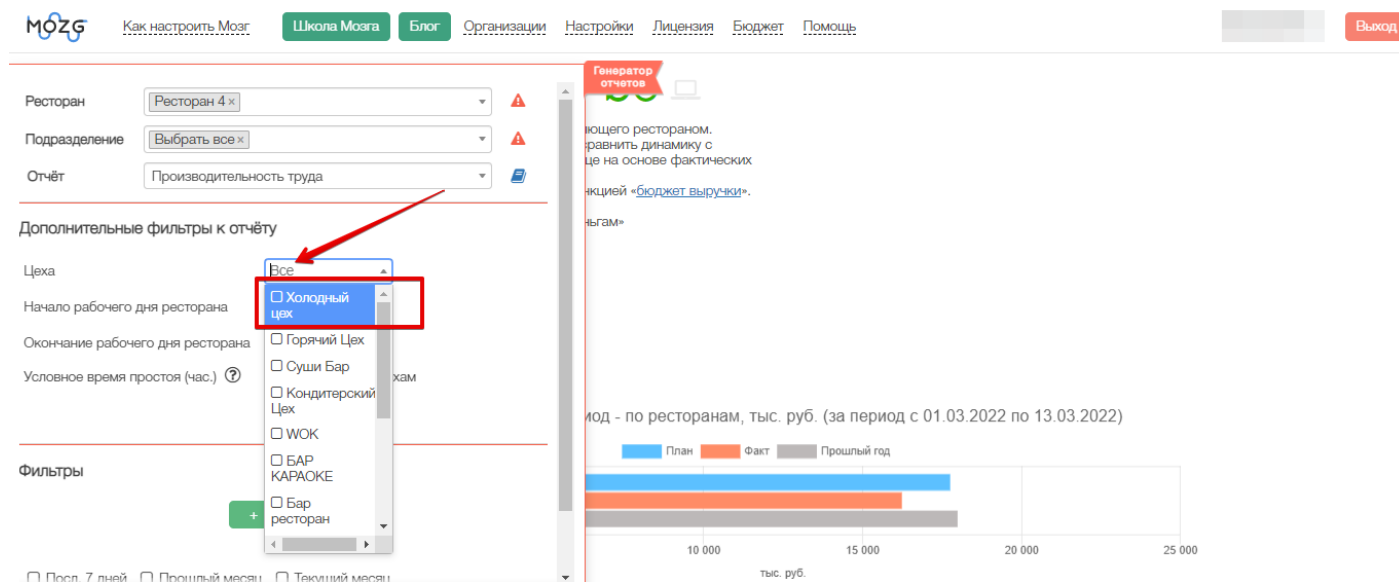 MOZG
Как настроить Мозг
Школа Мозга
Блог
Организации
Настройки
Лицензия
Бюджет
Помощь
Выход
Генератор
отчетов
Ресторан
Ресторан 4 ×
Подразделение
Выбрать все ×
Отчёт
Производительность труда
Дополнительные фильтры к отчёту
Цеха
Все
Холодный
цех
Начало рабочего дня ресторана
Горячий Цех
Окончание рабочего дня ресторана
Суши Бар
Условное время простоя (час.) ?
хам
Кондитерский
Цех
WOK
БАР
КАРАОКЕ
Бар
ресторан
Фильтры
+
Посл. 7 дней
Прошлый месяц
Текущий месяц
ющего рестораном.
равнить динамику с
це на основе фактических
нкцией «бюджет выручки».
ньгам»
иод - по ресторанам, тыс. руб. (за период с 01.03.2022 по 13.03.2022)
План
Факт
Прошлый год
10 000
15 000
20 000
25 000
тыс. руб.